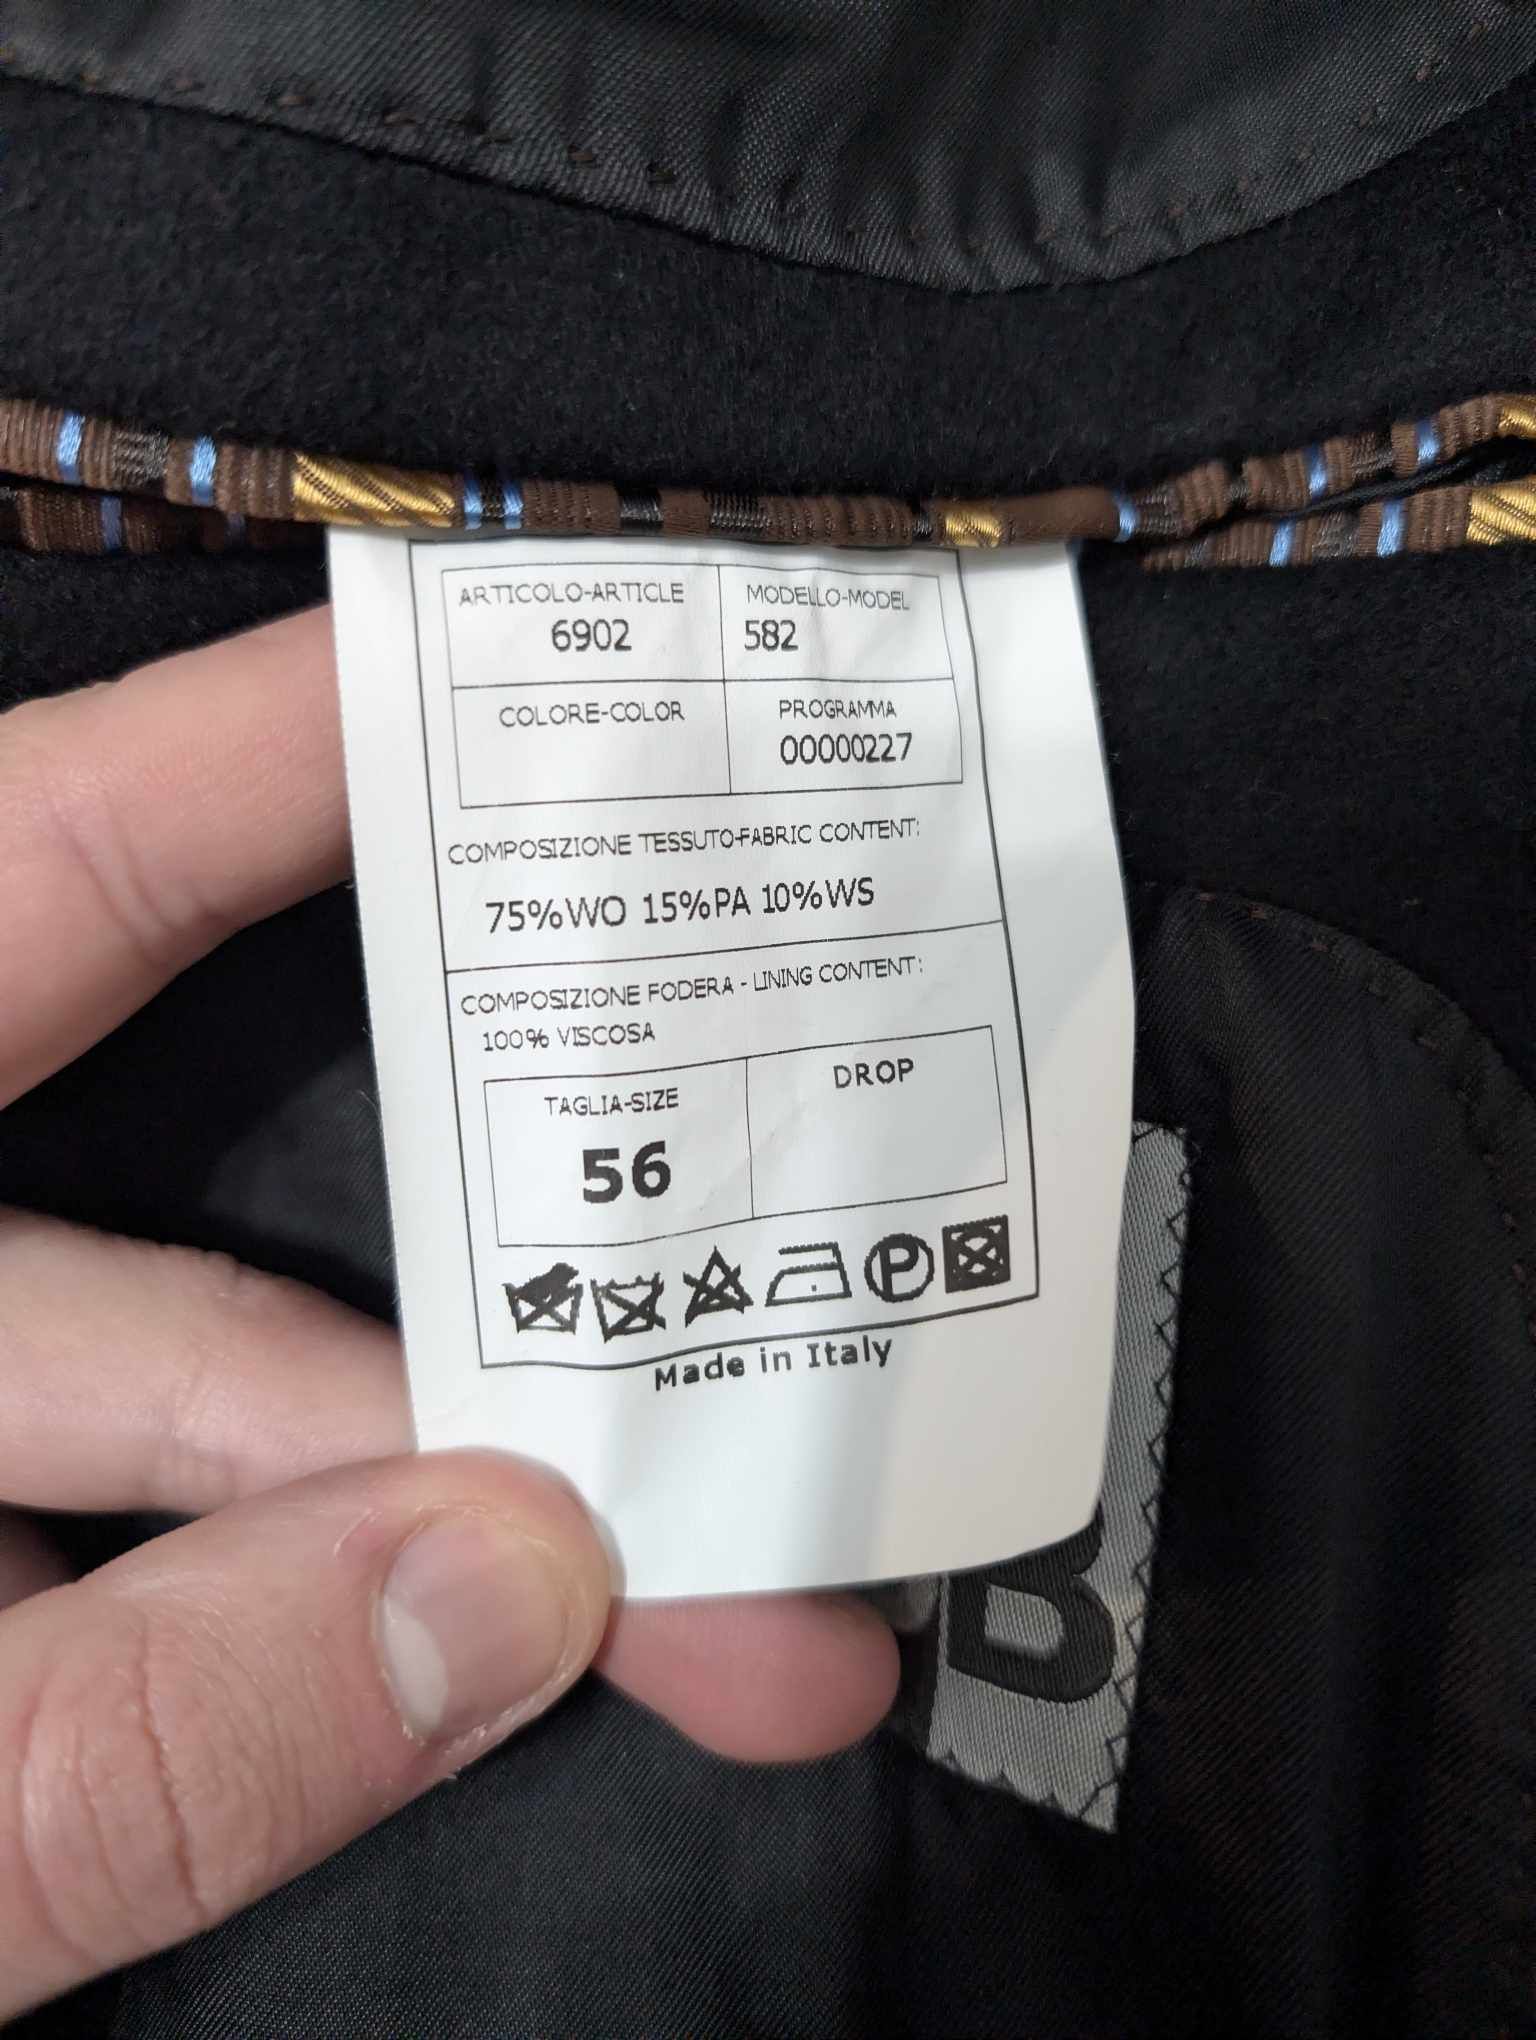 ARTICOLO-ARTICLE
6902
MODELLO-MODEL
582
COLORE-COLOR
PROGRAMMA
00000227
COMPOSIZIONE TESSUTO-FABRIC CONTENT:
75%WO 15%PA 10%WS
COMPOSIZIONE FODERA - LINING CONTENT:
100% VISCOSA
TAGLIA-SIZE
56
DROP
P
Made in Italy